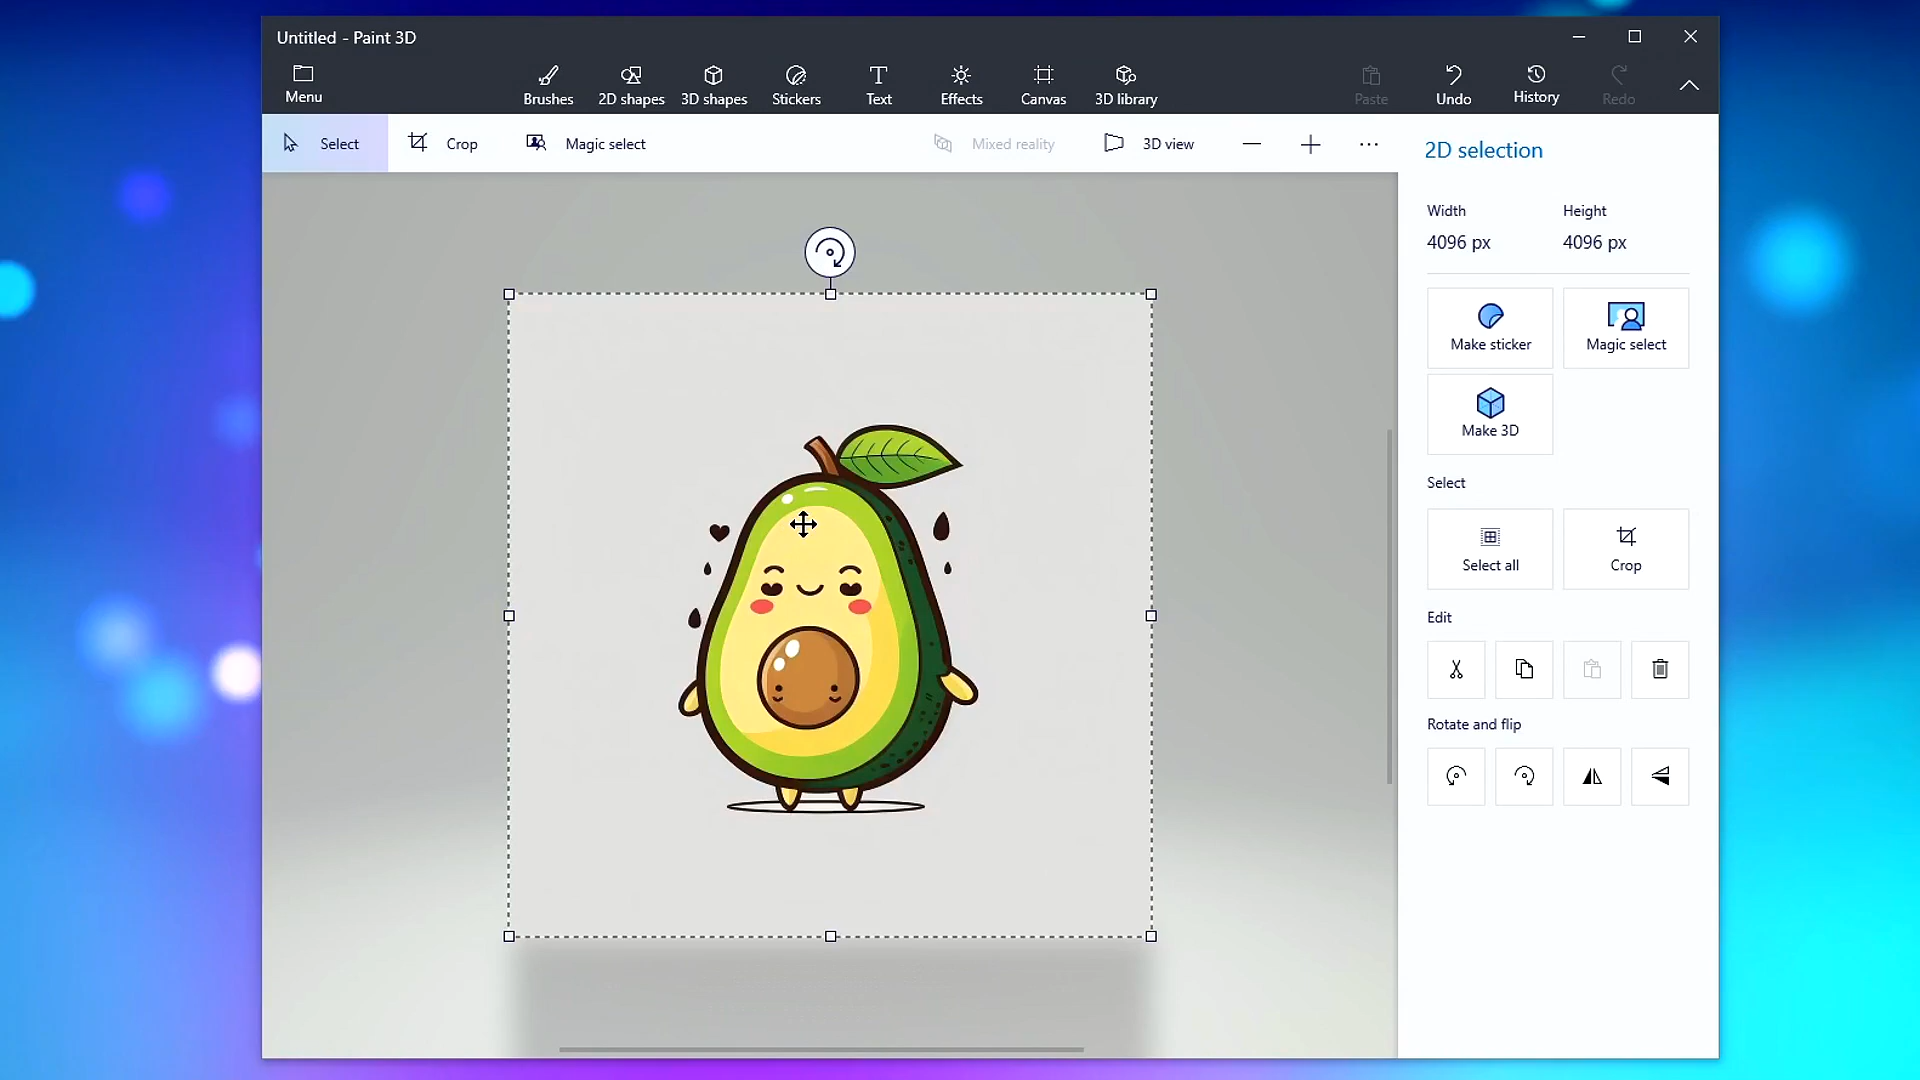 Untitled - Paint 3D
Menu
Brushes
2D shapes
3D shapes
Stickers
Text
Effects
Canvas
3D library
Paste
Undo
History
Redo
Select
Crop
Magic select
Mixed reality
3D view
2D selection
Width
Height
4096 px
4096 px
Make sticker
Magic select
Make 3D
Select
Select all
Crop
Edit
Rotate and flip